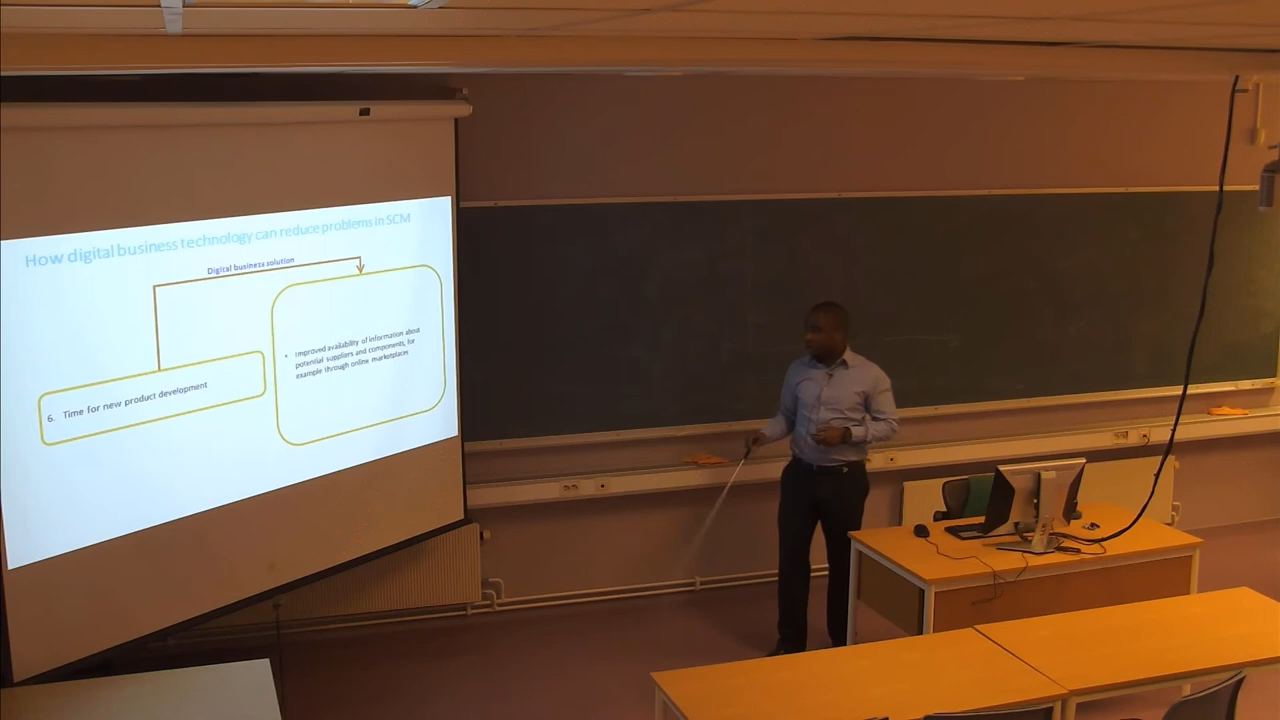 How digital business technology can reduce problems in SCM
Digital business solution
• Improved availability of information about
potential suppliers and components, for
example through online marketplaces
6. Time for new product development